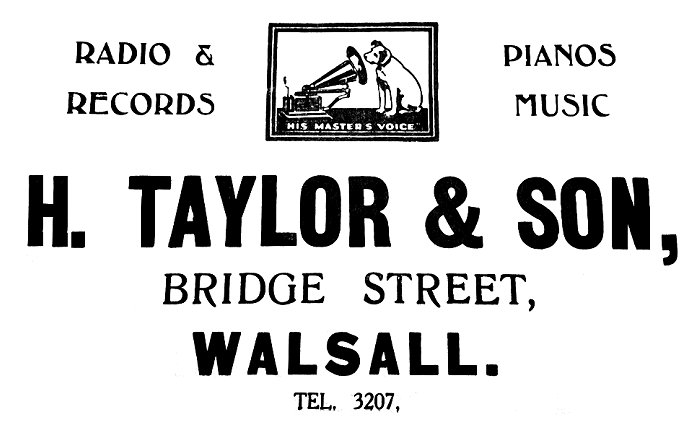 RADIO & PIANOS
RECORDS MUSIC
"HIS MASTER'S VOICE"
H. TAYLOR & SON,
BRIDGE STREET,
WALSALL.
TEL. 3207,